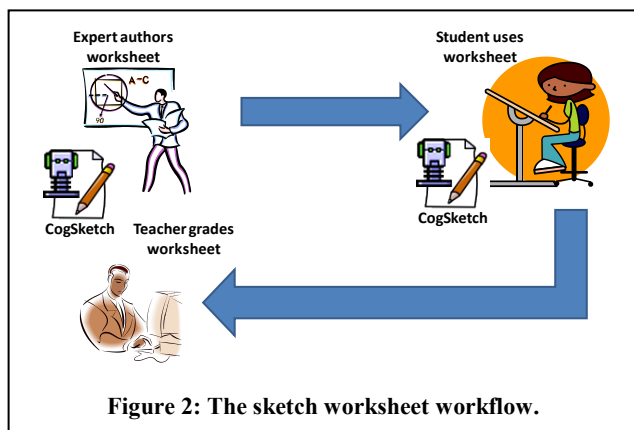 Expert authors
worksheet
A-C
90
CogSketch
Student uses
worksheet
CogSketch
Teacher grades
worksheet
Figure 2: The sketch worksheet workflow.